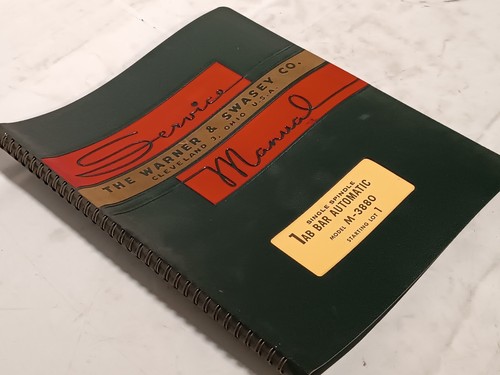 Service
THE WARNER & SWASEY CO.
CLEVELAND 3, OHIO U.S.A.
Manual
SINGLE SPINDLE
1AB BAR AUTOMATIC
MODEL M-3880
STARTING LOT 1